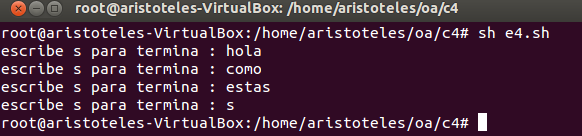 root@aristoteles-VirtualBox: /home/aristoteles/oa/c4
root@aristoteles-VirtualBox:/home/aristoteles/oa/c4# sh e4.sh
escribe s para termina : hola
escribe s para termina : como
escribe s para termina : estas
escribe s para termina : s
root@aristoteles-VirtualBox:/home/aristoteles/oa/c4#